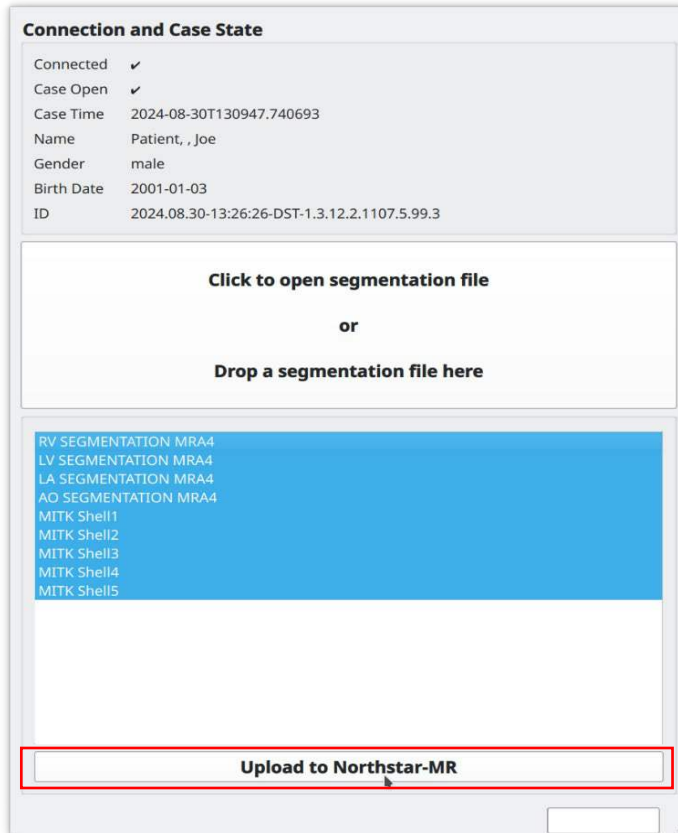 Connection and Case State
Connected ✔
Case Open ✔
Case Time 2024-08-30T130947.740693
Name Patient, , Joe
Gender male
Birth Date 2001-01-03
ID 2024.08.30-13:26:26-DST-1.3.12.2.1107.5.99.3
Click to open segmentation file
or
Drop a segmentation file here
RV SEGMENTATION MRA4
LV SEGMENTATION MRA4
LA SEGMENTATION MRA4
AO SEGMENTATION MRA4
MITK Shell1
MITK Shell2
MITK Shell3
MITK Shell4
MITK Shell5
Upload to Northstar-MR